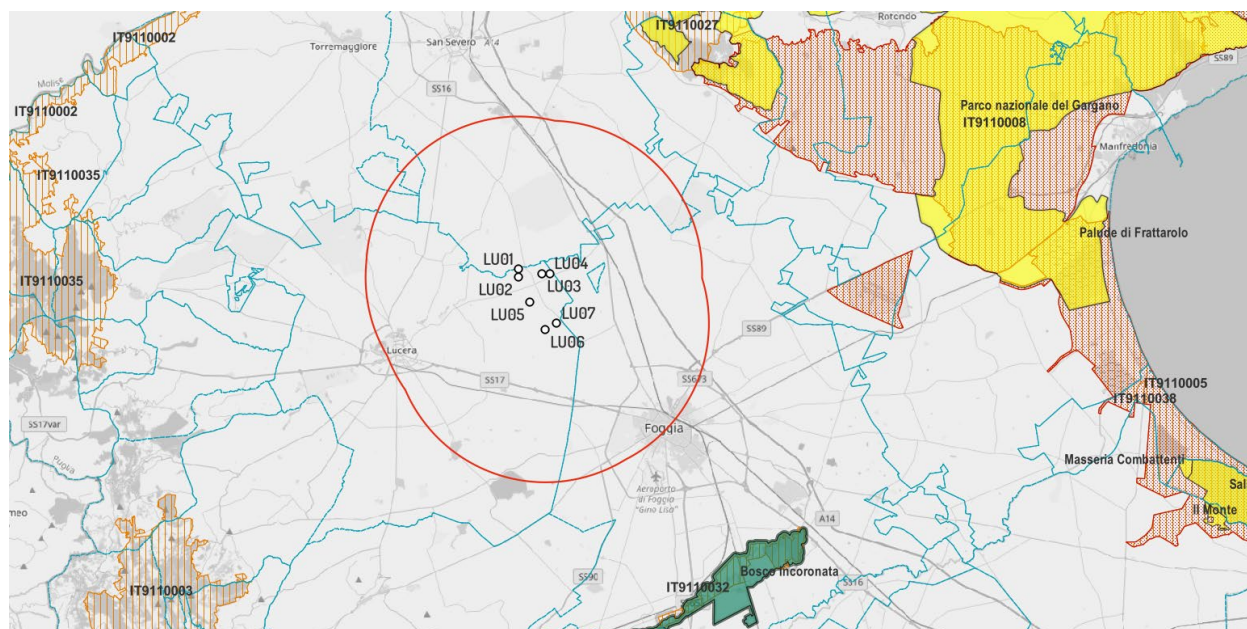 IT9110002
Torremaggiore
San Severo
A 14
IT9110027
Rotondo
SS89
Molise
SS16
IT9110002
Parco nazionale del Gargano
IT9110008
Manfredonia
IT9110035
Palude di Frattarolo
LU01
LU04
LU02
LU03
IT9110035
LU05
LU07
LU06
SS89
Lucera
SS17
SS673
IT9110005
IT9110038
SS17var
Foggia
Puglia
Masseria Combattenti
Aeroporto
di Foggia
"Gino Lisa"
Sal
Il Monte
A14
IT9110003
SS90
IT9110032
Bosco Incoronata
SS16